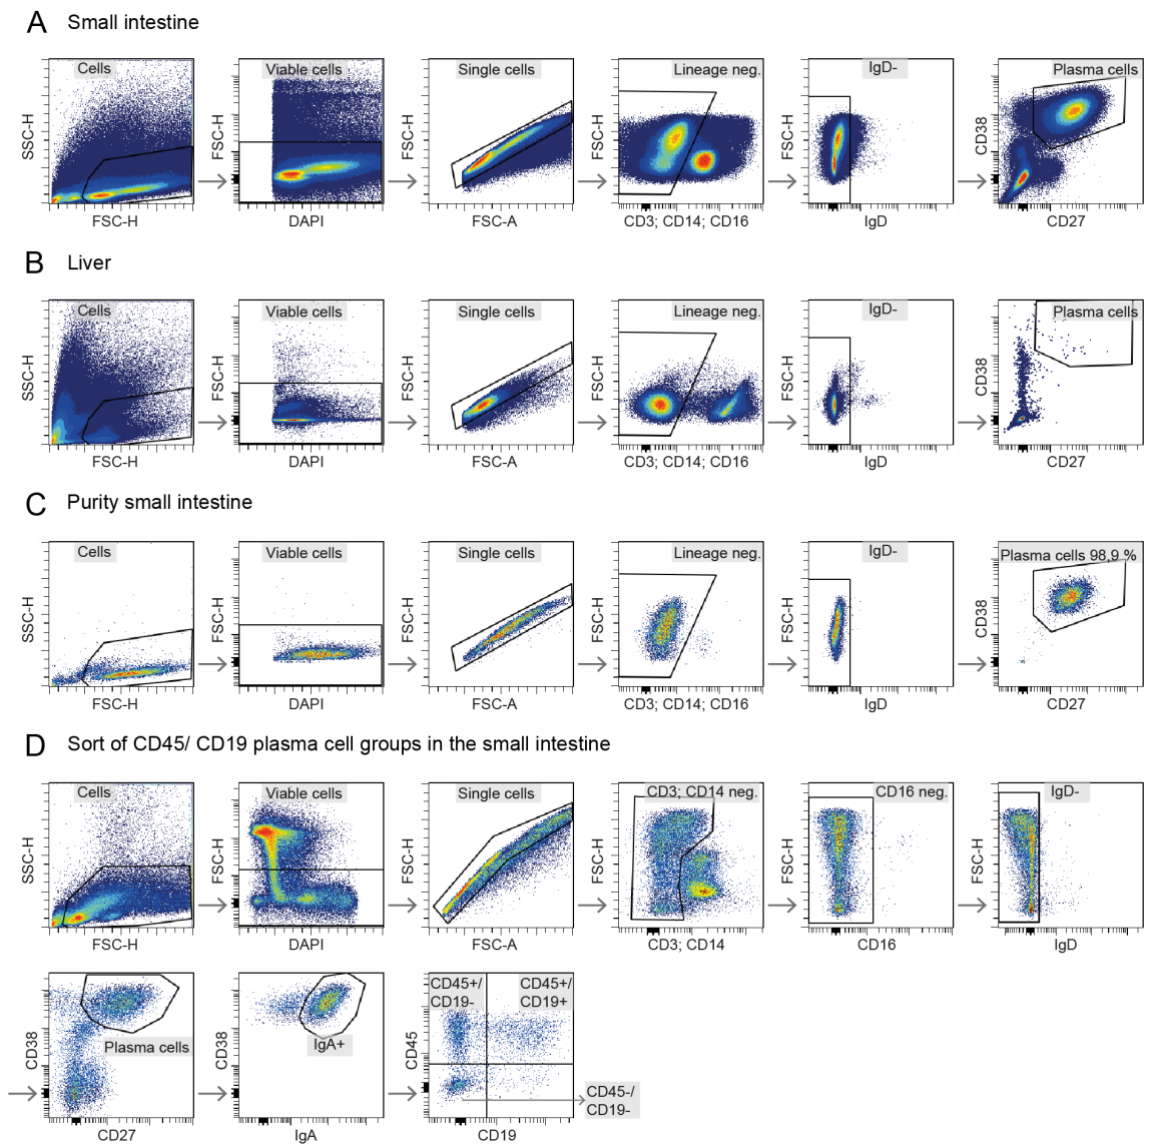 A Small intestine
Cells
Viable cells
Single cells
Lineage neg.
IgD-
Plasma cells
SSC-H
FSC-H
FSC-H
FSC-H
FSC-H
CD38
FSC-H
DAPI
FSC-A
CD3; CD14; CD16
IgD
CD27
B Liver
Cells
Viable cells
Single cells
Lineage neg.
IgD-
Plasma cells
SSC-H
FSC-H
FSC-H
FSC-H
FSC-H
CD38
FSC-H
DAPI
FSC-A
CD3; CD14; CD16
IgD
CD27
C Purity small intestine
Cells
Viable cells
Single cells
Lineage neg.
IgD-
Plasma cells 98,9 %
SSC-H
FSC-H
FSC-H
FSC-H
FSC-H
CD38
FSC-H
DAPI
FSC-A
CD3; CD14; CD16
IgD
CD27
D Sort of CD45/ CD19 plasma cell groups in the small intestine
Cells
Viable cells
Single cells
CD3; CD14 neg.
CD16 neg.
IgD-
SSC-H
FSC-H
FSC-H
FSC-H
FSC-H
FSC-H
FSC-H
DAPI
FSC-A
CD3; CD14
CD16
IgD
CD38
Plasma cells
CD27
CD38
IgA+
IgA
CD45
CD45+/
CD19-
CD45+/
CD19+
CD45-/
CD19-
CD19